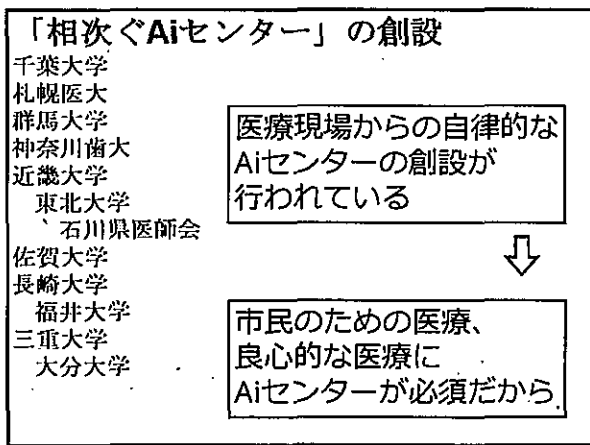 「相次ぐAiセンター」の創設
千葉大学
札幌医大
群馬大学
神奈川歯大
近畿大学
東北大学
石川県医師会
佐賀大学
長崎大学
福井大学
三重大学
大分大学
医療現場からの自律的な
Aiセンターの創設が
行われている
市民のための医療、
良心的な医療に
Aiセンターが必須だから